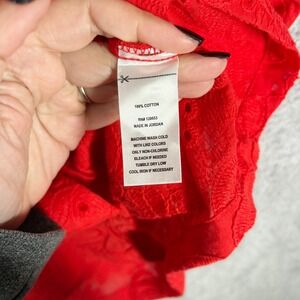 100% COTTON
RN# 120653
MADE IN JORDAN
MACHINE WASH COLD
WITH LIKE COLORS
ONLY NON-CHLORINE
BLEACH IF NEEDED
TUMBLE DRY LOW
COOL IRON IF NECESSARY